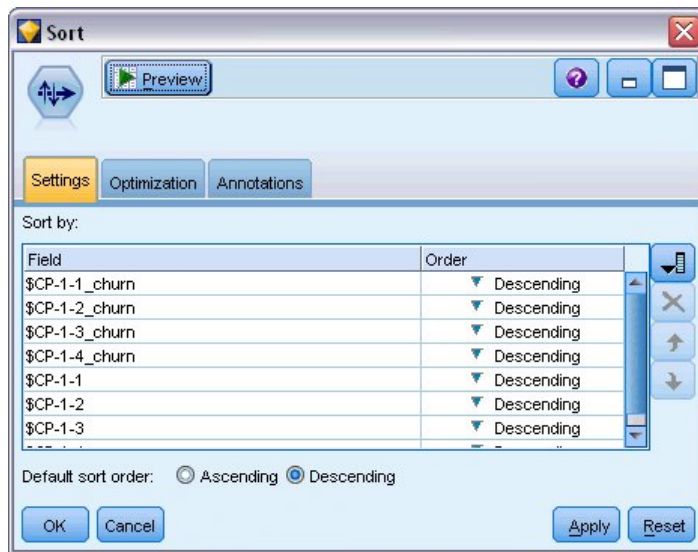 Sort
Preview
Settings Optimization Annotations
Sort by:
Field Order
$CP-1-1_churn Descending
$CP-1-2_churn Descending
$CP-1-3_churn Descending
$CP-1-4_churn Descending
$CP-1-1 Descending
$CP-1-2 Descending
$CP-1-3 Descending
Default sort order: Ascending Descending
OK Cancel Apply Reset